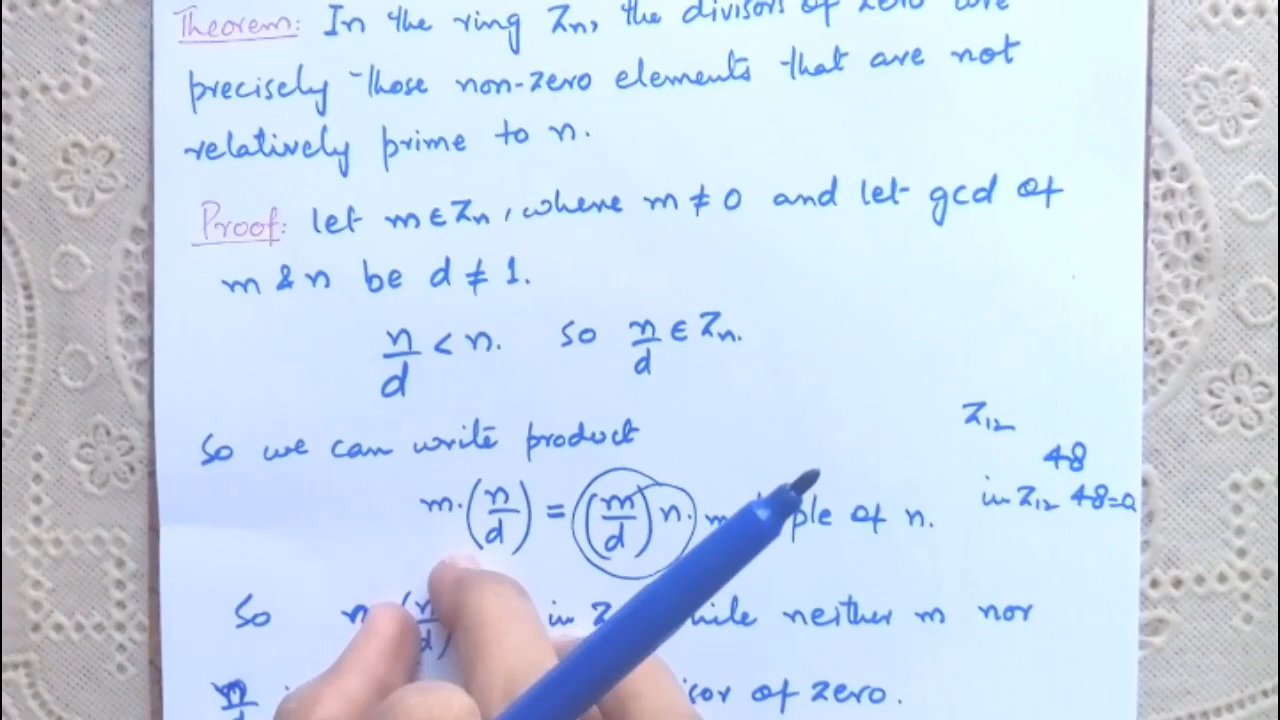 Theorem: In the ring Zn, the divisors of zero are
precisely those non-zero elements that are not
relatively prime to n.
Proof: let m ∈ Zn, where m ≠ 0 and let gcd of
m & n be d ≠ 1.
n/d < n. So n/d ∈ Zn.
So we can write product
Z12
48
in Z12 48=0
m·(n/d) = (m/d) n. of n.
So in neither m nor
n/d of zero.